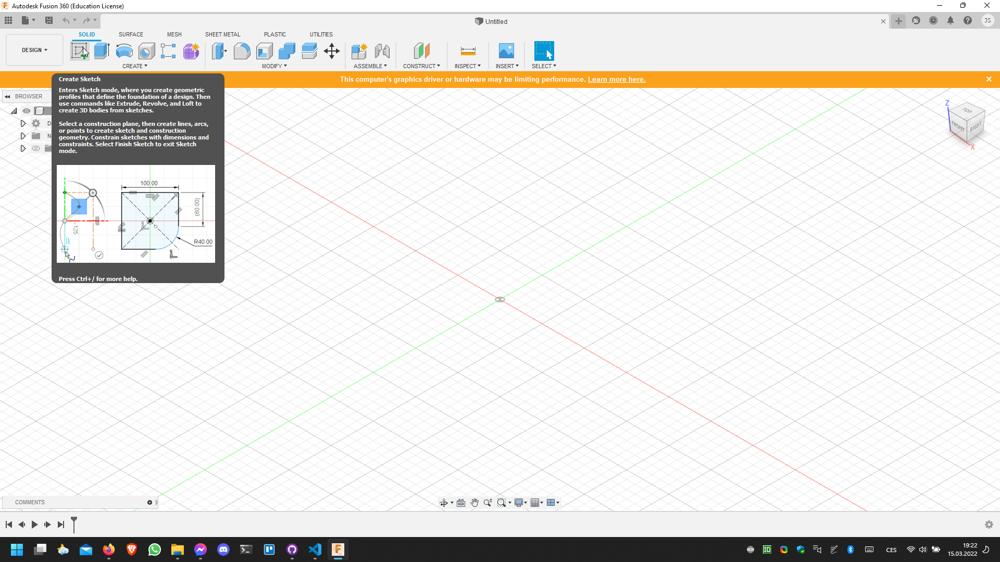 Autodesk Fusion 360 (Education License)
Untitled
JS
DESIGN
SOLID
SURFACE
MESH
SHEET METAL
PLASTIC
UTILITIES
CREATE
MODIFY
ASSEMBLE
CONSTRUCT
INSPECT
INSERT
SELECT
This computer's graphics driver or hardware may be limiting performance. Learn more here.
BROWSER
D
N
Create Sketch
Enters Sketch mode, where you create geometric
profiles that define the foundation of a design. Then
use commands like Extrude, Revolve, and Loft to
create 3D bodies from sketches.
Select a construction plane, then create lines, arcs,
or points to create sketch and construction
geometry. Constrain sketches with dimensions and
constraints. Select Finish Sketch to exit Sketch
mode.
100.00
(60.00)
-125
R40.00
Press Ctrl+/ for more help.
Z
TOP
FRONT
RIGHT
X
COMMENTS
ID
CES
19:22
15.03.2022